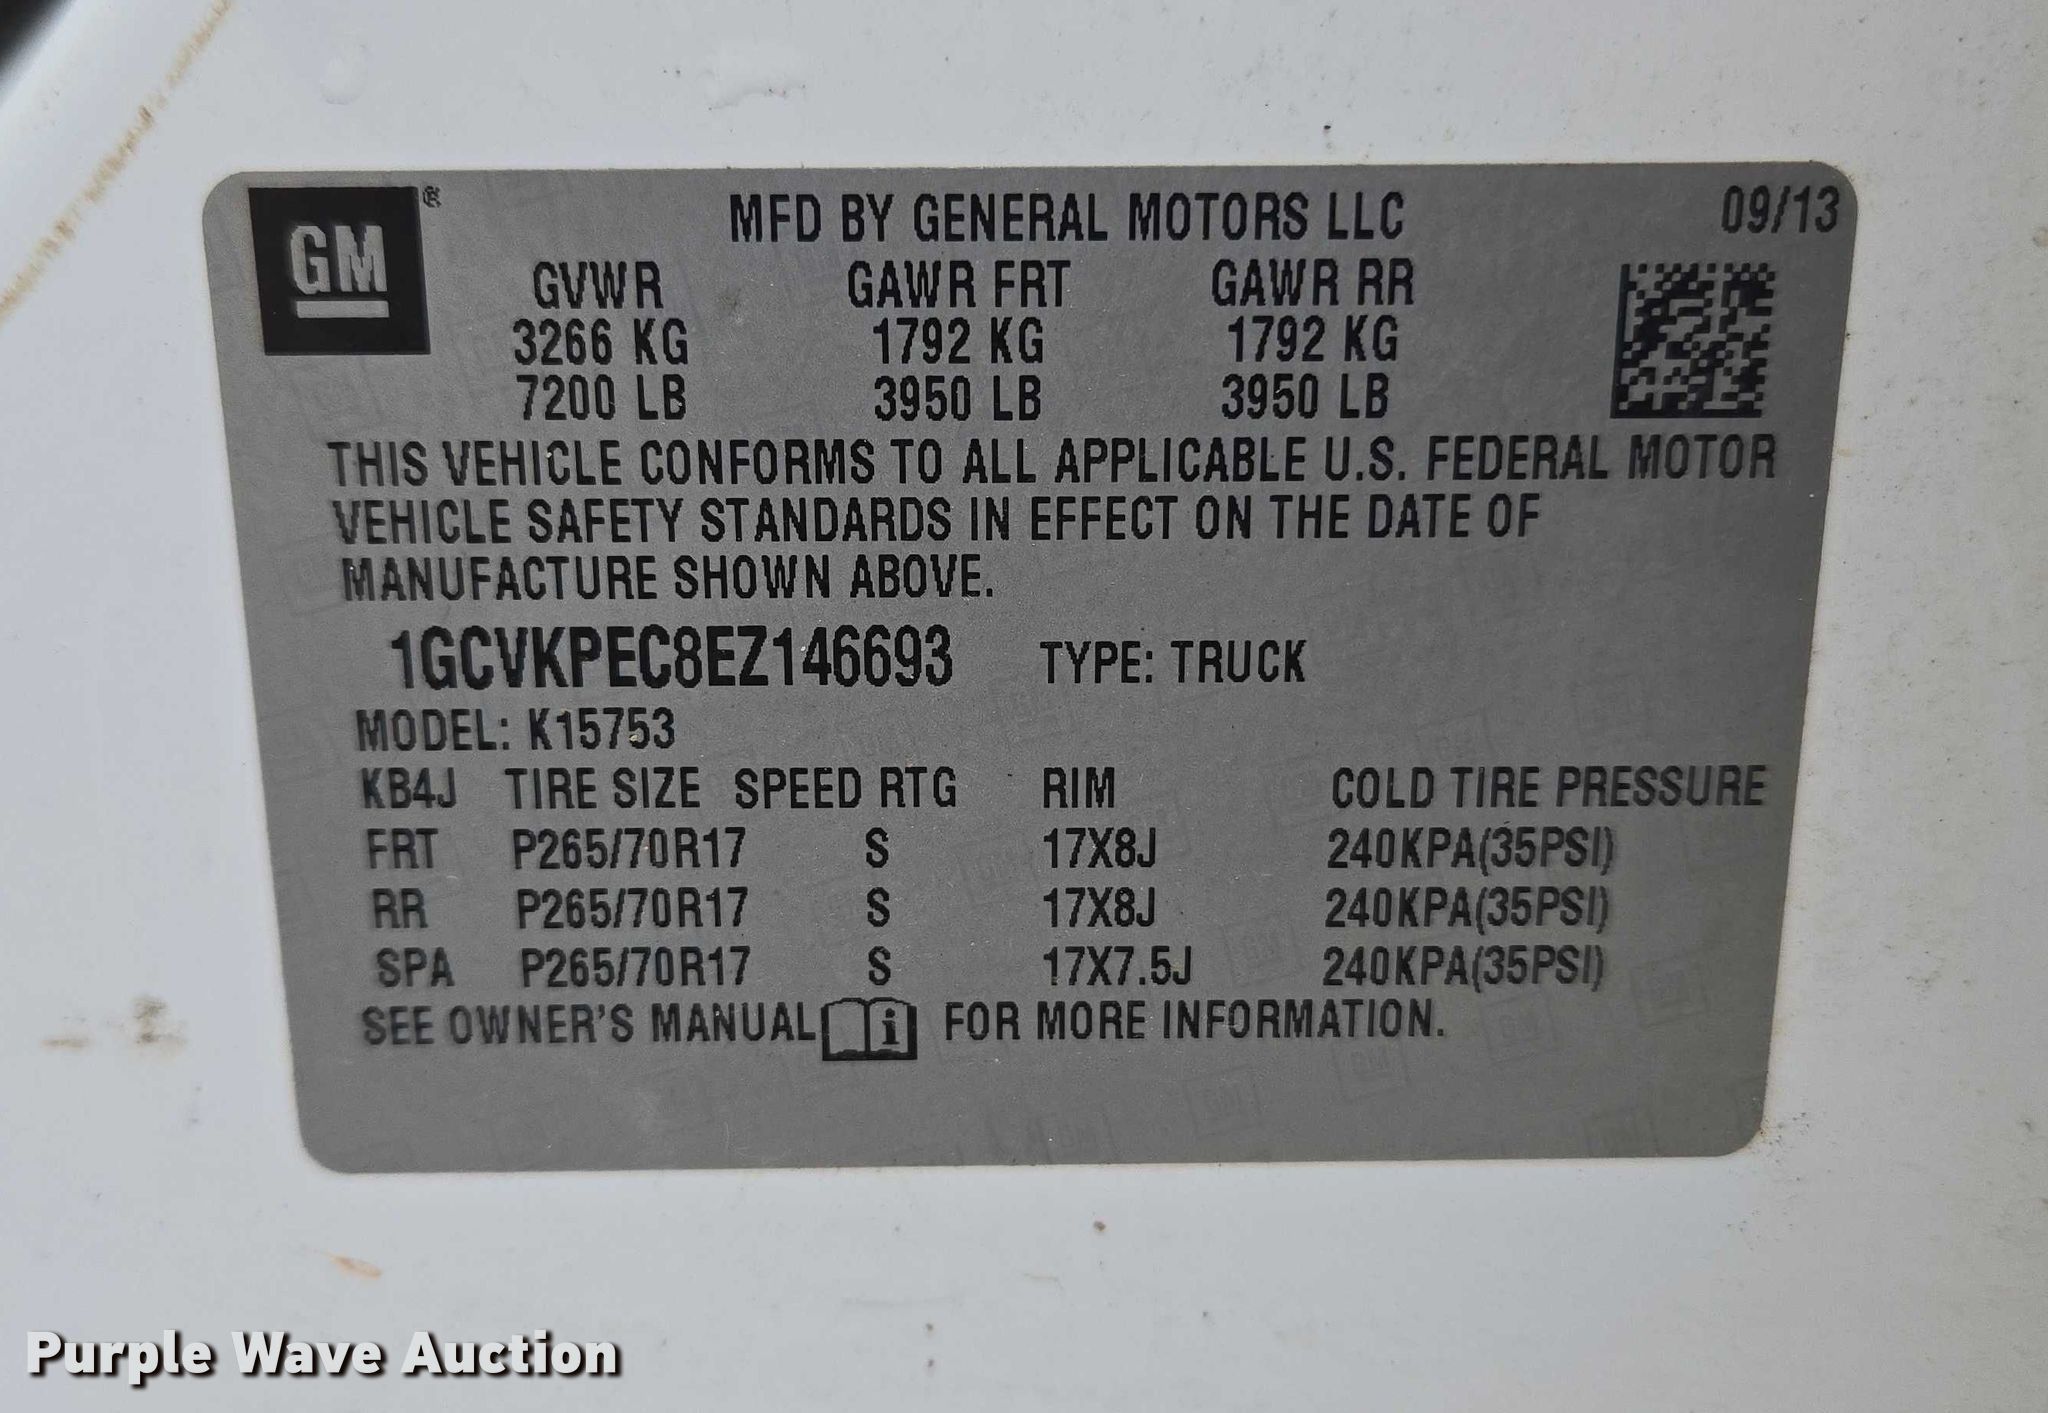 GM®
MFD BY GENERAL MOTORS LLC 09/13
GVWR GAWR FRT GAWR RR
3266 KG 1792 KG 1792 KG
7200 LB 3950 LB 3950 LB
THIS VEHICLE CONFORMS TO ALL APPLICABLE U.S. FEDERAL MOTOR
VEHICLE SAFETY STANDARDS IN EFFECT ON THE DATE OF
MANUFACTURE SHOWN ABOVE.
1GCVKPEC8EZ146693 TYPE: TRUCK
MODEL: K15753
KB4J TIRE SIZE SPEED RTG RIM COLD TIRE PRESSURE
FRT P265/70R17 S 17X8J 240KPA(35PSI)
RR P265/70R17 S 17X8J 240KPA(35PSI)
SPA P265/70R17 S 17X7.5J 240KPA(35PSI)
SEE OWNER'S MANUAL i FOR MORE INFORMATION.
Purple Wave Auction